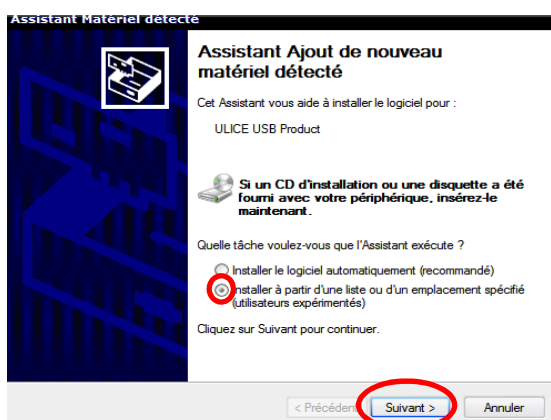 Assistant Matériel détecté
Assistant Ajout de nouveau
matériel détecté
Cet Assistant vous aide à installer le logiciel pour :
ULICE USB Product
Si un CD d'installation ou une disquette a été
fourni avec votre périphérique, insérez-le
maintenant.
Quelle tâche voulez-vous que l'Assistant exécute ?
Installer le logiciel automatiquement (recommandé)
Installer à partir d'une liste ou d'un emplacement spécifié
(utilisateurs expérimentés)
Cliquez sur Suivant pour continuer.
< Précédent
Suivant >
Annuler